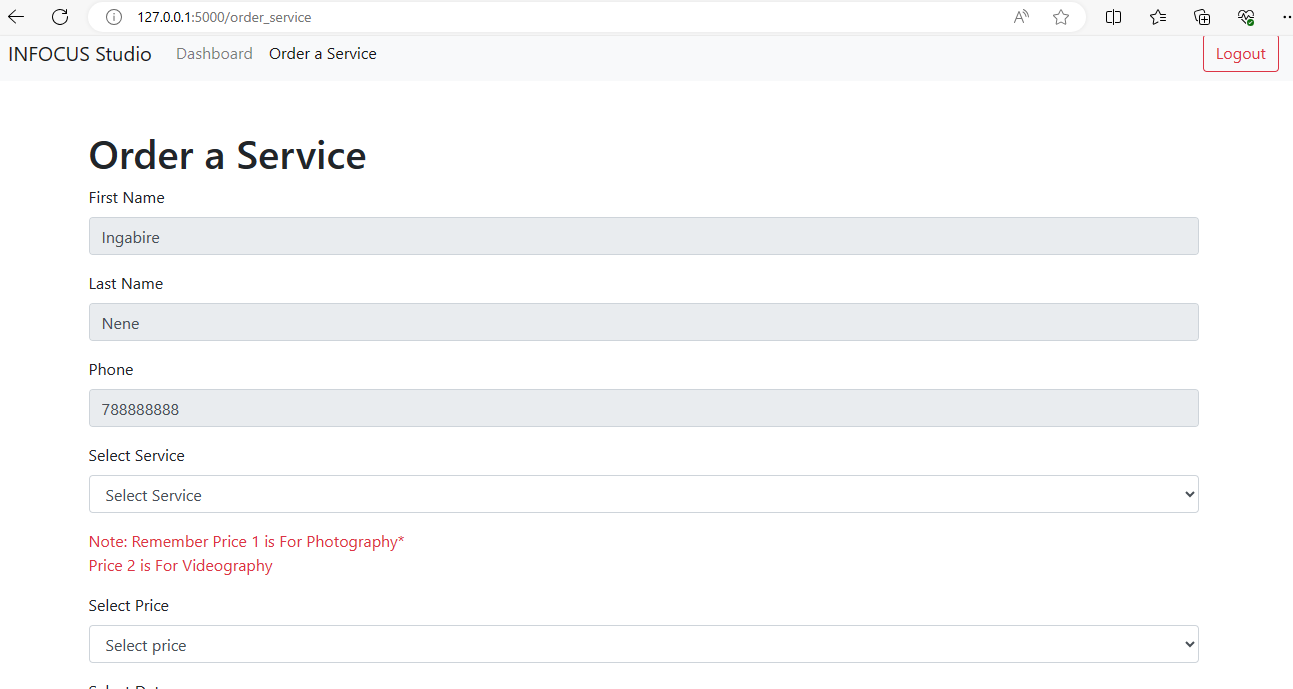 127.0.0.1:5000/order_service
INFOCUS Studio Dashboard Order a Service Logout
Order a Service
First Name
Ingabire
Last Name
Nene
Phone
788888888
Select Service
Select Service
Note: Remember Price 1 is For Photography*
Price 2 is For Videography
Select Price
Select price